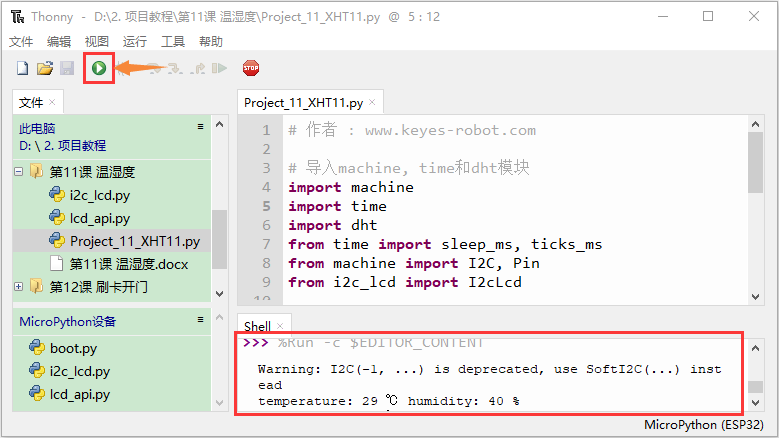 Thonny - D:\2. 项目教程\第11课 温湿度\Project_11_XHT11.py @ 5 : 12
文件 编辑 视图 运行 工具 帮助
STOP
文件 ×
此电脑
D: \ 2. 项目教程
第11课 温湿度
i2c_lcd.py
lcd_api.py
Project_11_XHT11.py
第11课 温湿度.docx
第12课 刷卡开门
MicroPython设备
boot.py
i2c_lcd.py
lcd_api.py
Project_11_XHT11.py ×
1 # 作者 : www.keyes-robot.com
2
3 # 导入machine, time和dht模块
4 import machine
5 import time
6 import dht
7 from time import sleep_ms, ticks_ms
8 from machine import I2C, Pin
9 from i2c_lcd import I2cLcd
10
Shell ×
>>> %Run -c $EDITOR_CONTENT
Warning: I2C(-1, ...) is deprecated, use SoftI2C(...) inst
ead
temperature: 29 ℃ humidity: 40 %
MicroPython (ESP32)